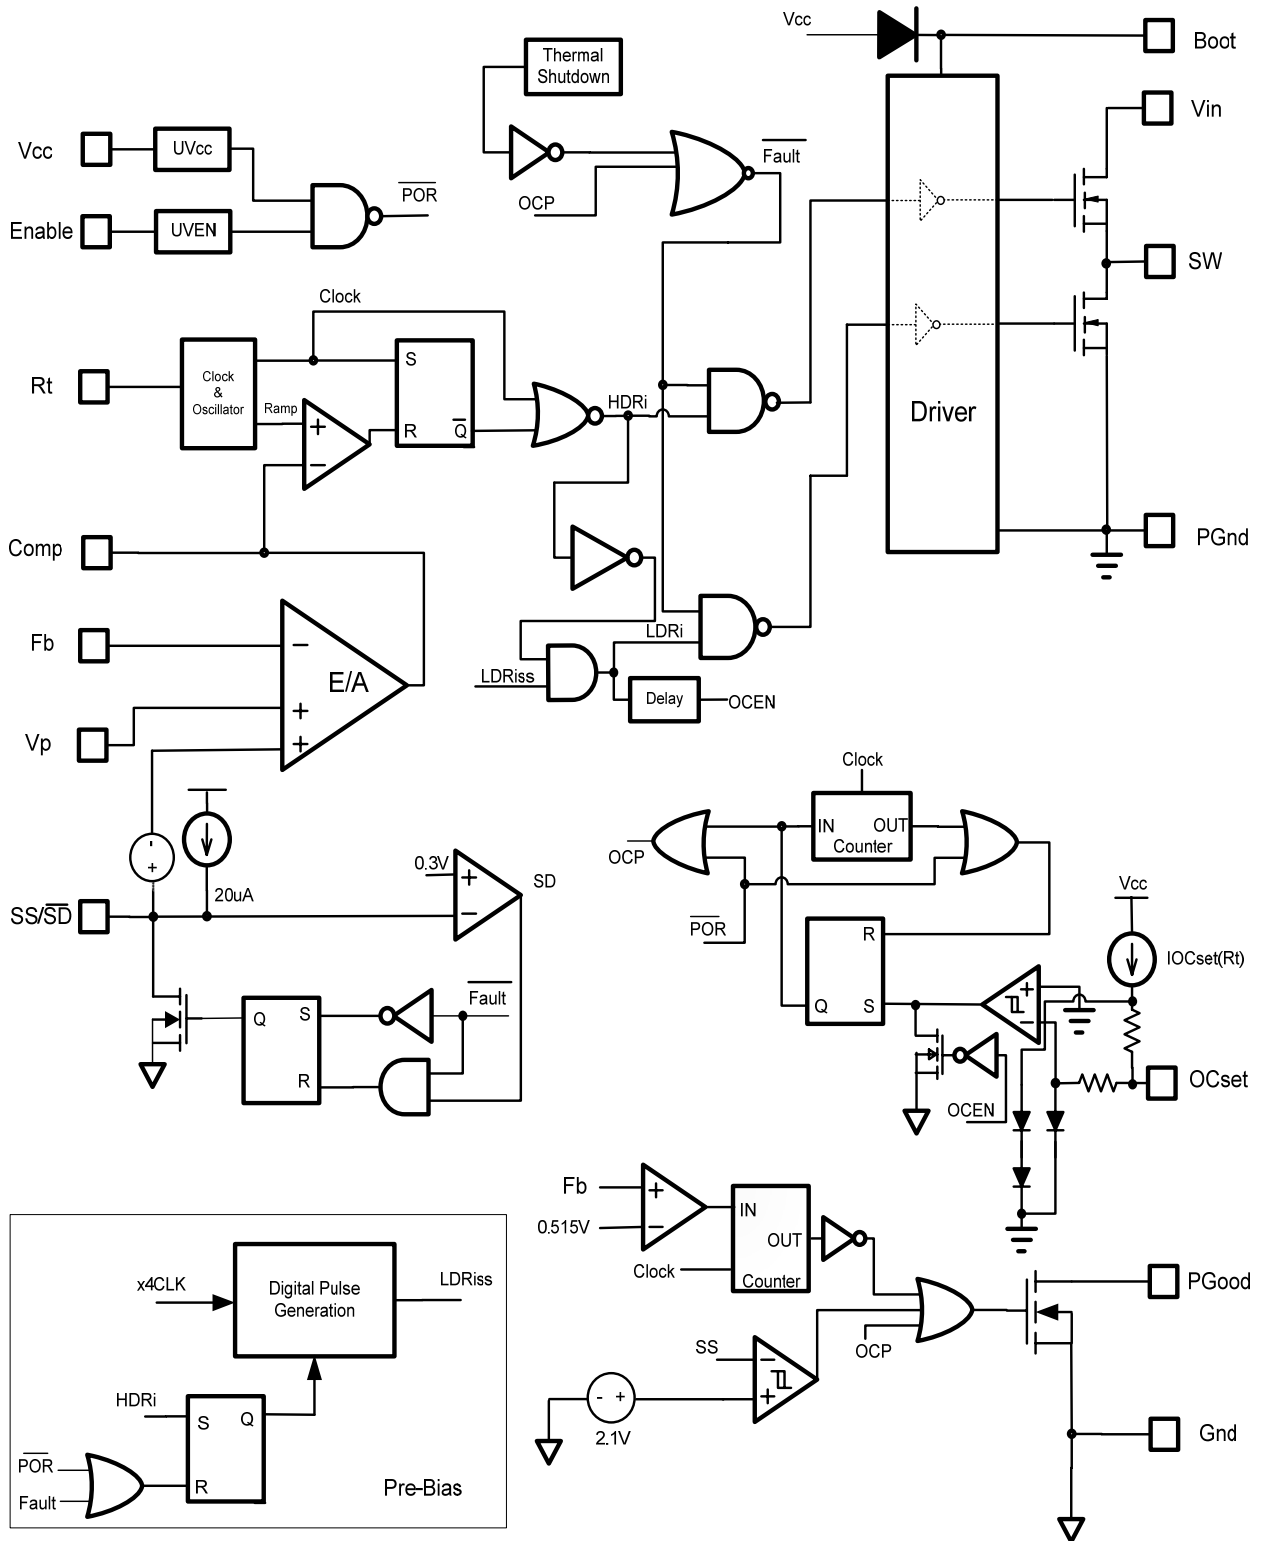 Vcc
Boot
Thermal
Shutdown
Vin
Vcc
UVcc
Fault
POR
OCP
Enable
UVEN
SW
Clock
Rt
Clock
&
Oscillator
Ramp
S
R
Q
HDRi
Driver
+
−
Comp
PGnd
Fb
−
E/A
+
+
Vp
LDRi
LDRiss
Delay
OCEN
Clock
IN
OUT
Counter
OCP
-
+
20uA
0.3V
+
−
SD
SS/SD
POR
R
Q
S
Vcc
IOCset(Rt)
+
−
Fault
Q
S
R
OCEN
OCset
Fb
0.515V
+
−
IN
OUT
Counter
Clock
PGood
x4CLK
Digital Pulse
Generation
LDRiss
SS
−
+
OCP
- +
2.1V
HDRi
S
Q
R
POR
Fault
Pre-Bias
Gnd